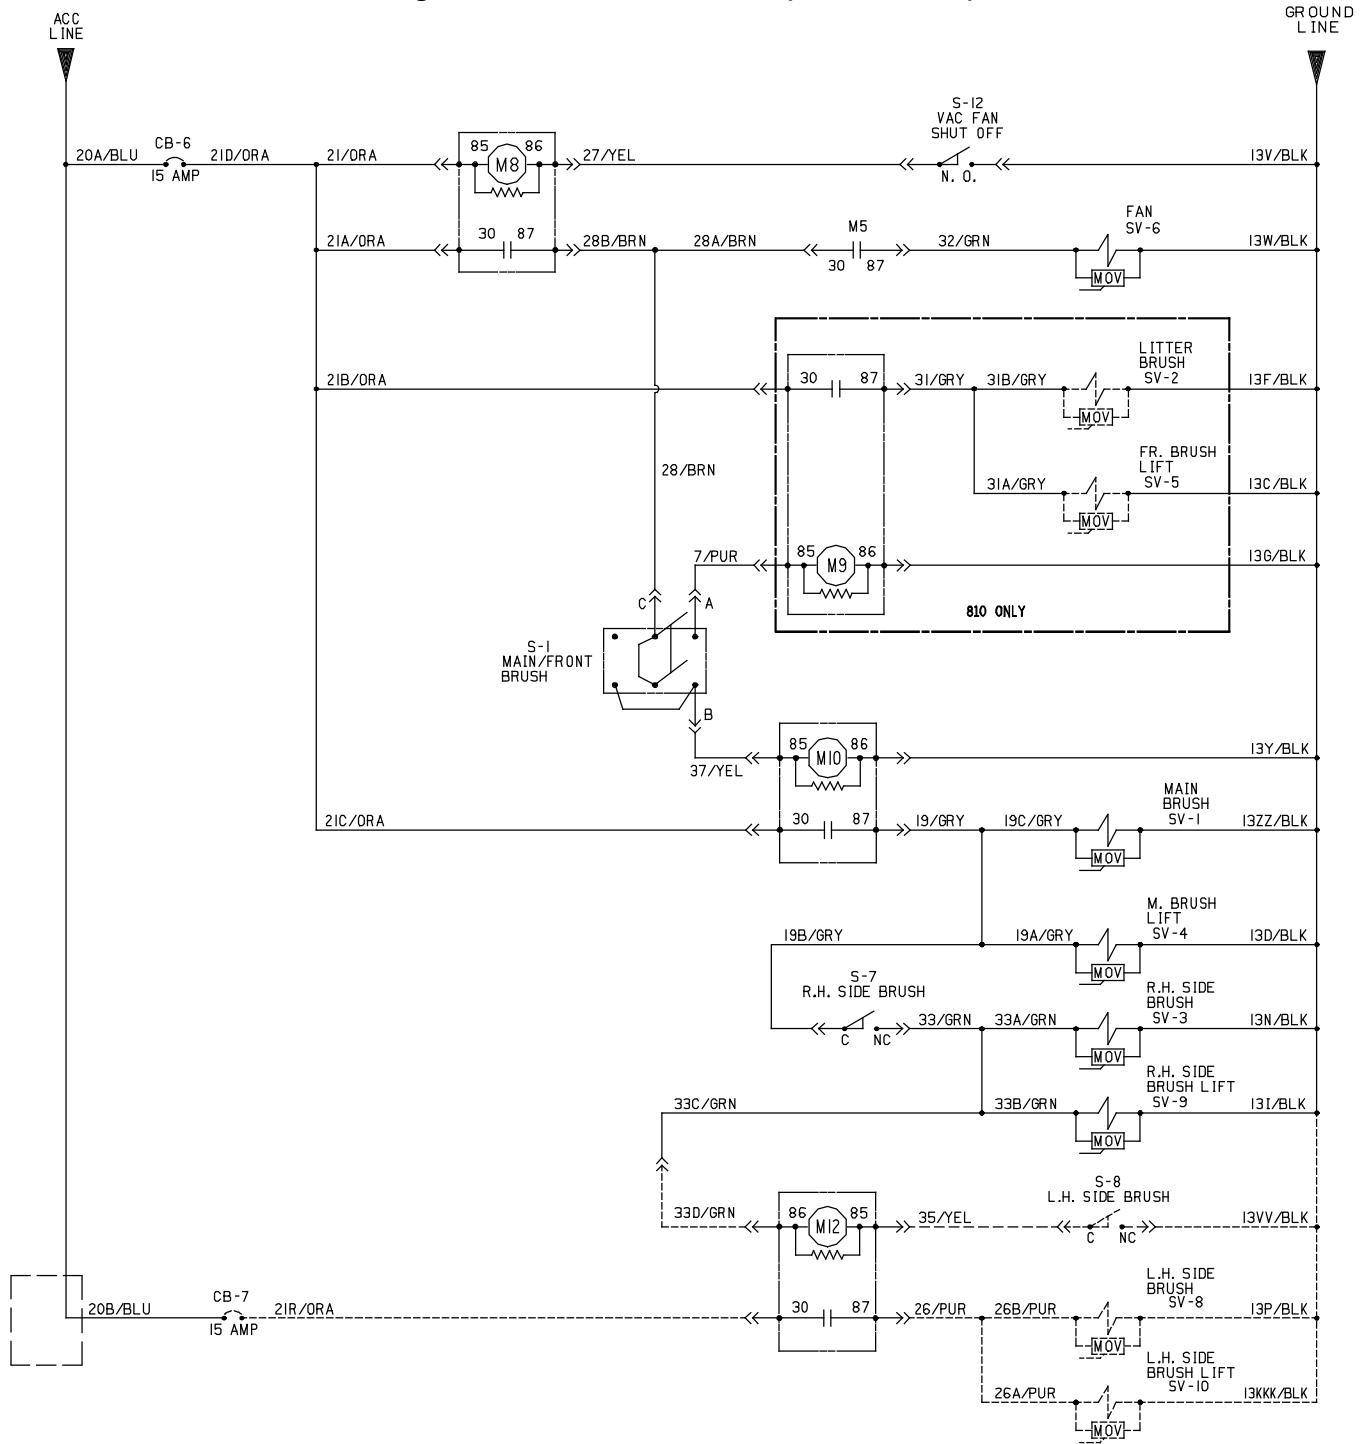 ACC
LINE
GROUND
LINE
20A/BLU
CB-6
15 AMP
21D/ORA
21/ORA
85
86
M8
27/YEL
S-12
VAC FAN
SHUT OFF
N. O.
13V/BLK
21A/ORA
30
87
28B/BRN
28A/BRN
M5
30
87
32/GRN
FAN
SV-6
MOV
13W/BLK
21B/ORA
30
87
31/GRY
31B/GRY
LITTER
BRUSH
SV-2
MOV
13F/BLK
28/BRN
31A/GRY
FR. BRUSH
LIFT
SV-5
MOV
13C/BLK
7/PUR
85
86
M9
13G/BLK
810 ONLY
C
A
S-1
MAIN/FRONT
BRUSH
B
37/YEL
85
86
M10
13Y/BLK
21C/ORA
30
87
19/GRY
19C/GRY
MAIN
BRUSH
SV-1
MOV
13ZZ/BLK
19B/GRY
19A/GRY
M. BRUSH
LIFT
SV-4
MOV
13D/BLK
S-7
R.H. SIDE BRUSH
C
NC
33/GRN
33A/GRN
R.H. SIDE
BRUSH
SV-3
MOV
13N/BLK
33C/GRN
33B/GRN
R.H. SIDE
BRUSH LIFT
SV-9
MOV
13I/BLK
33D/GRN
86
85
M12
35/YEL
S-8
L.H. SIDE BRUSH
C
NC
13VV/BLK
20B/BLU
CB-7
15 AMP
21R/ORA
30
87
26/PUR
26B/PUR
L.H. SIDE
BRUSH
SV-8
MOV
13P/BLK
26A/PUR
L.H. SIDE
BRUSH LIFT
SV-10
MOV
13KKK/BLK